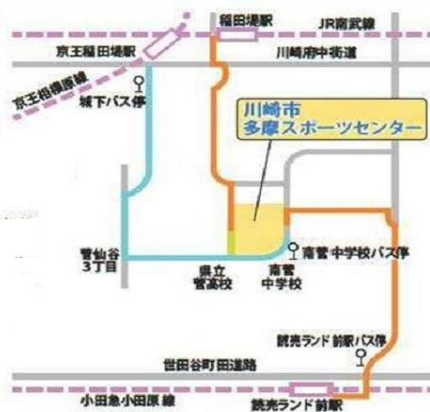 稲田堤駅
JR南武線
京王稲田堤駅
川崎府中街道
京王相模原線
城下バス停
川崎市
多摩スポーツセンター
菅仙谷
3丁目
県立
菅高校
南菅
中学校
南菅中学校バス停
読売ランド前駅バス停
世田谷町田道路
小田急小田原線
読売ランド前駅